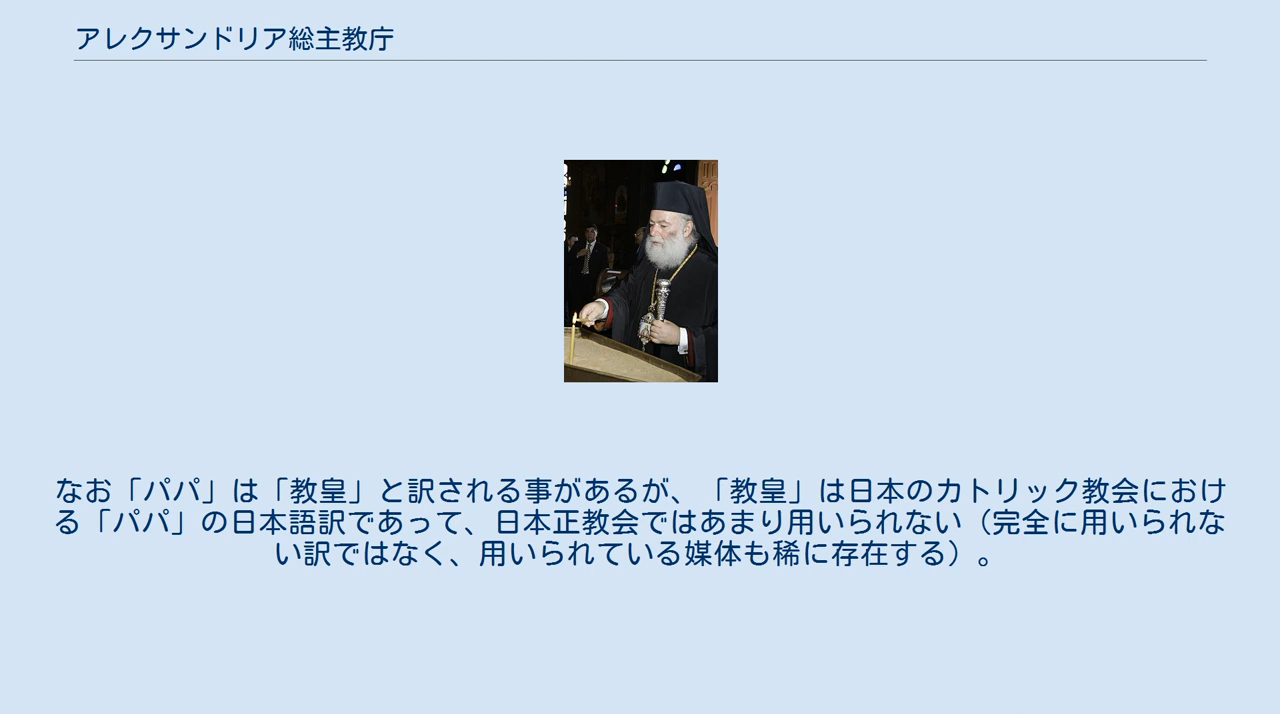 アレクサンドリア総主教庁
なお「パパ」は「教皇」と訳される事があるが、「教皇」は日本のカトリック教会におけ
る「パパ」の日本語訳であって、日本正教会ではあまり用いられない（完全に用いられな
い訳ではなく、用いられている媒体も稀に存在する）。